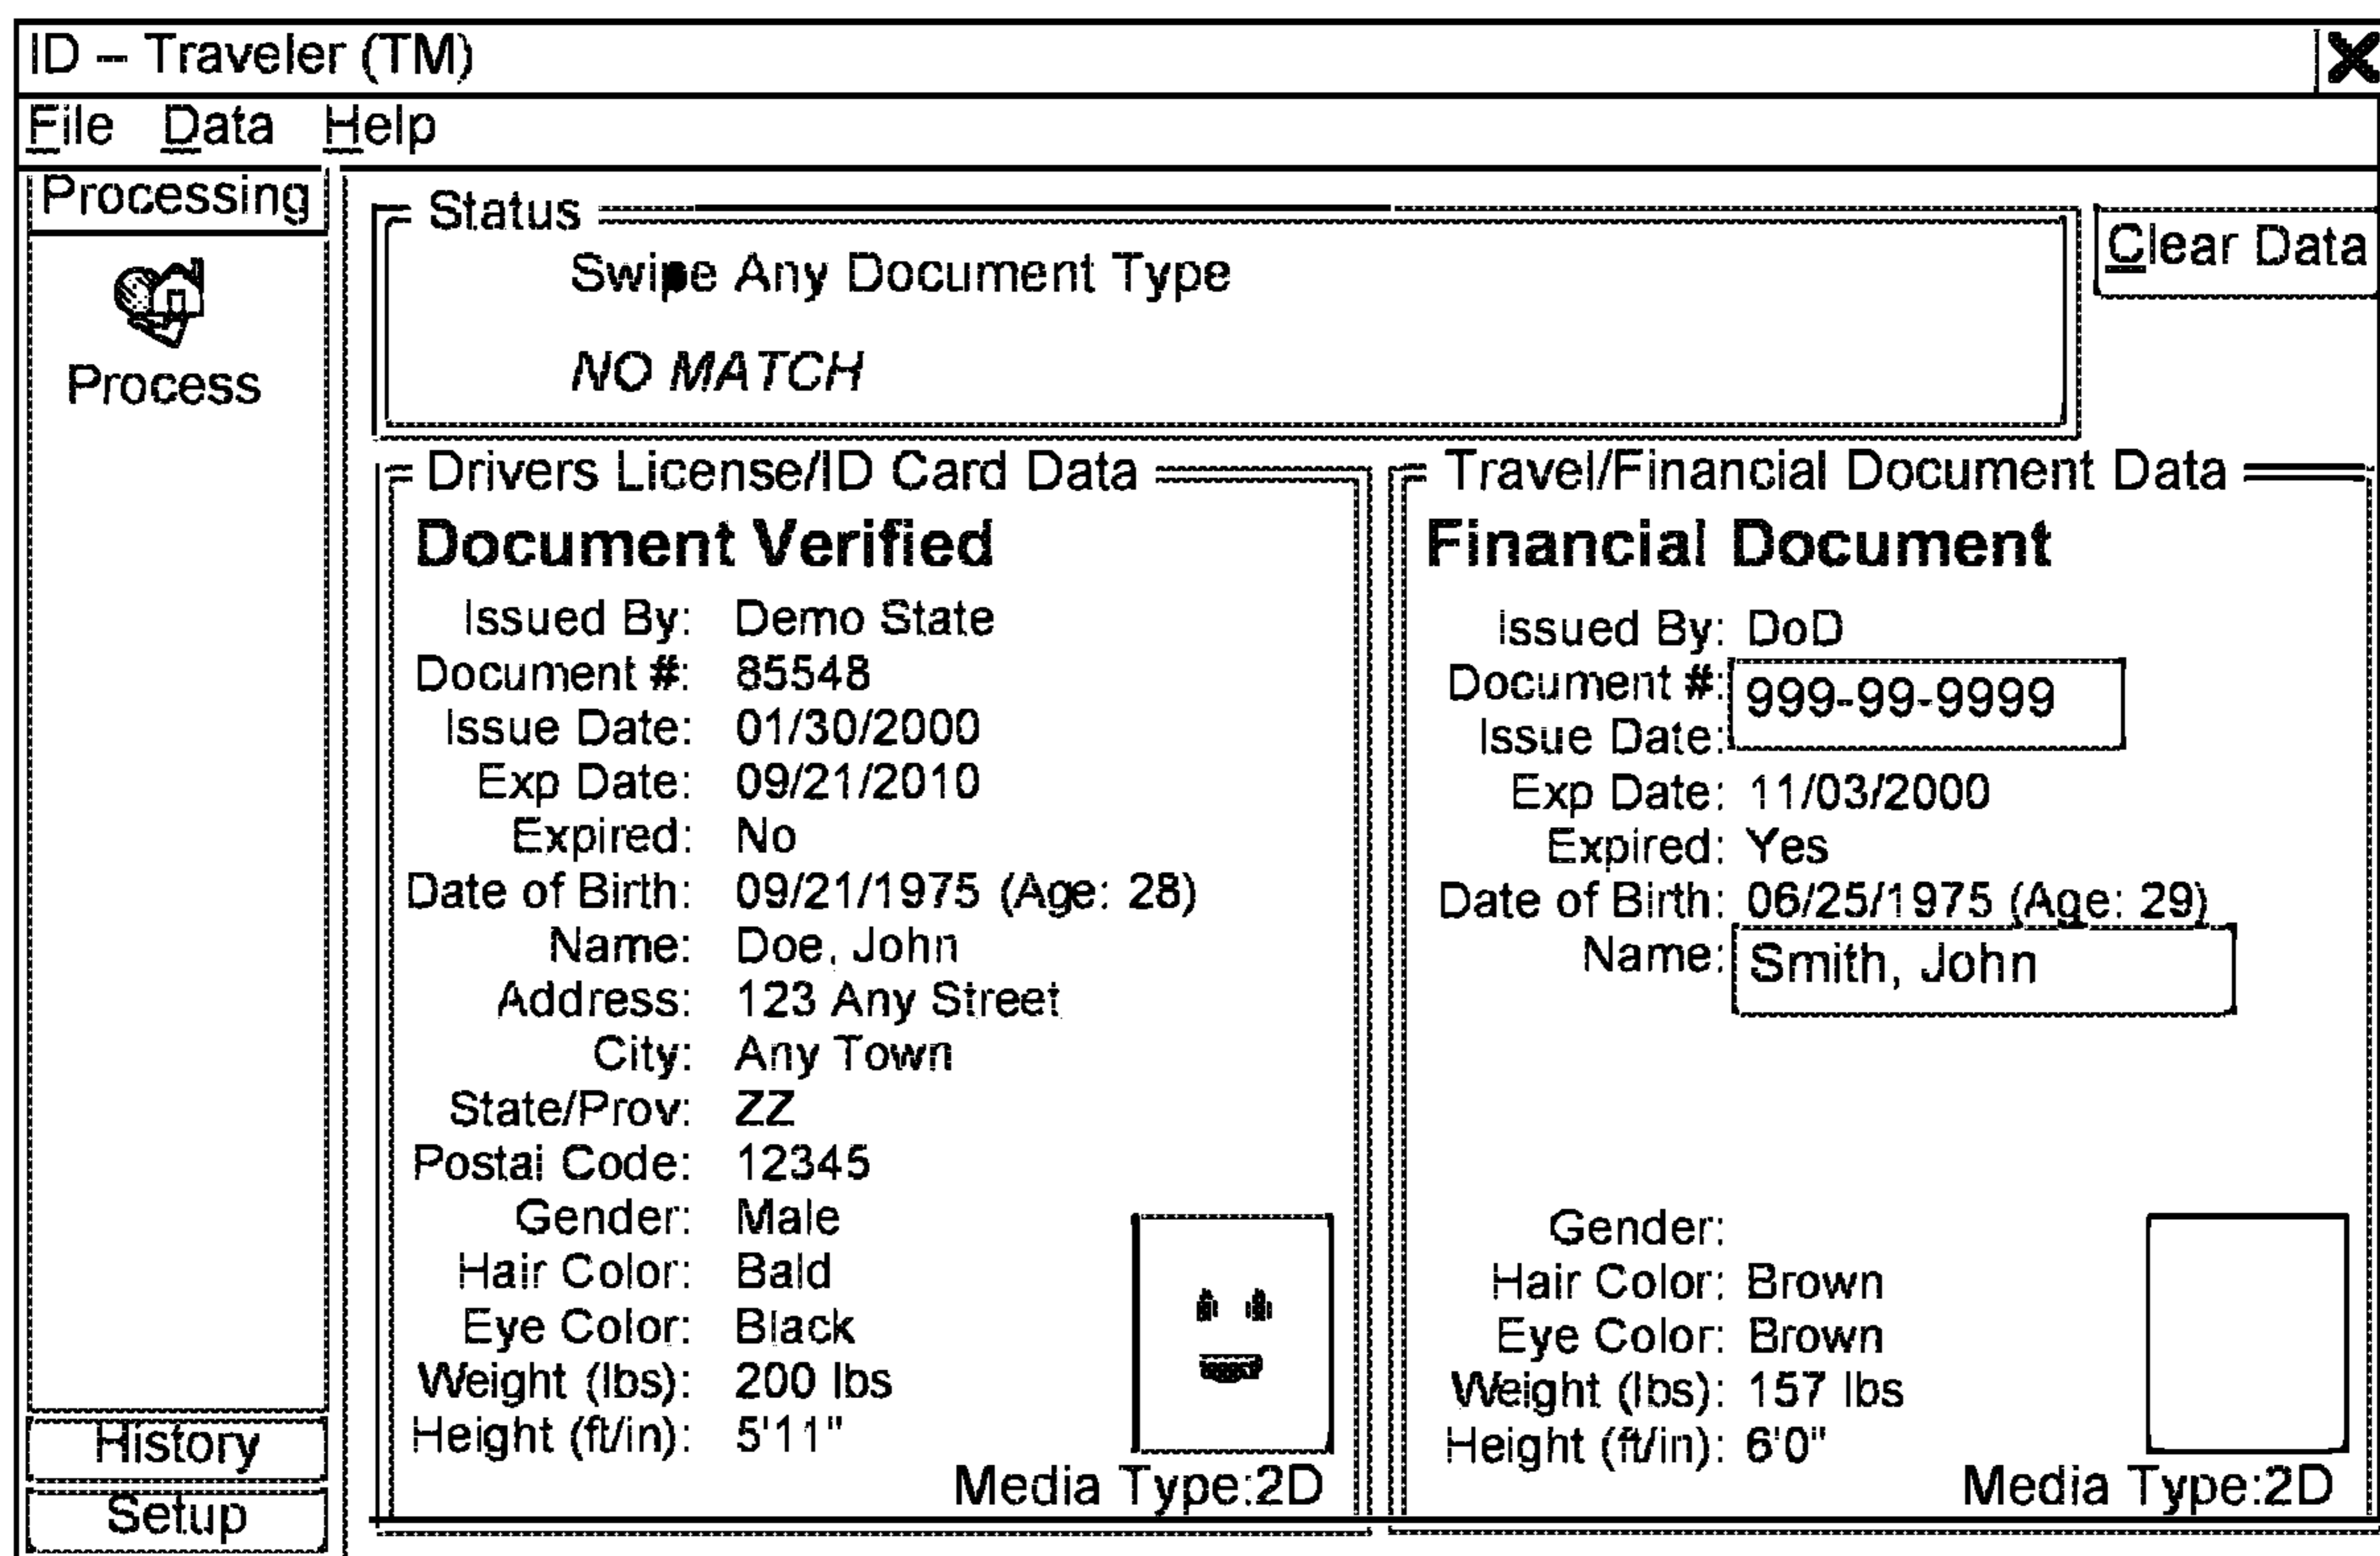 ID – Traveler (TM)
File Data Help
Processing
Process
History
Setup
Status
Swipe Any Document Type
NO MATCH
Clear Data
Drivers License/ID Card Data
Document Verified
Issued By: Demo State
Document #: 85548
Issue Date: 01/30/2000
Exp Date: 09/21/2010
Expired: No
Date of Birth: 09/21/1975 (Age: 28)
Name: Doe, John
Address: 123 Any Street
City: Any Town
State/Prov: ZZ
Postal Code: 12345
Gender: Male
Hair Color: Bald
Eye Color: Black
Weight (lbs): 200 lbs
Height (ft/in): 5'11"
Media Type:2D
Travel/Financial Document Data
Financial Document
Issued By: DoD
Document #: 999-99-9999
Issue Date:
Exp Date: 11/03/2000
Expired: Yes
Date of Birth: 06/25/1975 (Age: 29)
Name: Smith, John
Gender:
Hair Color: Brown
Eye Color: Brown
Weight (lbs): 157 lbs
Height (ft/in): 6'0"
Media Type:2D